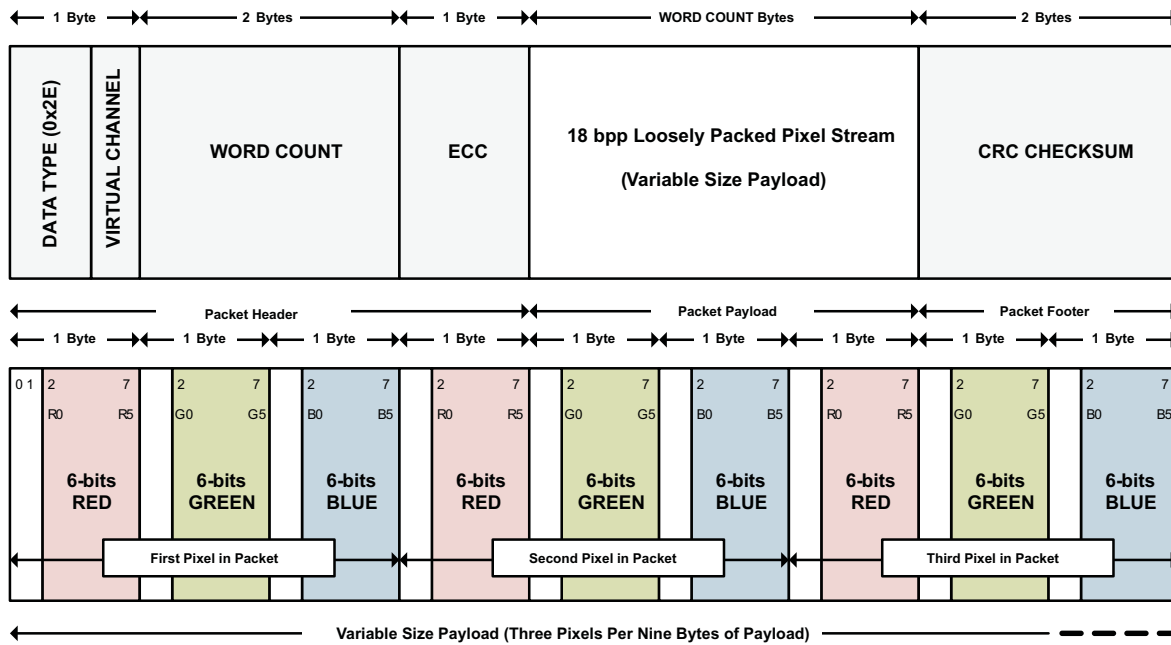 1 Byte 2 Bytes 1 Byte WORD COUNT Bytes 2 Bytes
DATA TYPE (0x2E)
VIRTUAL CHANNEL
WORD COUNT
ECC
18 bpp Loosely Packed Pixel Stream
(Variable Size Payload)
CRC CHECKSUM
Packet Header Packet Payload Packet Footer
1 Byte 1 Byte 1 Byte 1 Byte 1 Byte 1 Byte 1 Byte 1 Byte 1 Byte
0 1 2 7 2 7 2 7 2 7 2 7 2 7 2 7 2 7 2 7
R0 R5 G0 G5 B0 B5 R0 R5 G0 G5 B0 B5 R0 R5 G0 G5 B0 B5
6-bits 6-bits 6-bits 6-bits 6-bits 6-bits 6-bits 6-bits 6-bits
RED GREEN BLUE RED GREEN BLUE RED GREEN BLUE
First Pixel in Packet Second Pixel in Packet Third Pixel in Packet
Variable Size Payload (Three Pixels Per Nine Bytes of Payload)